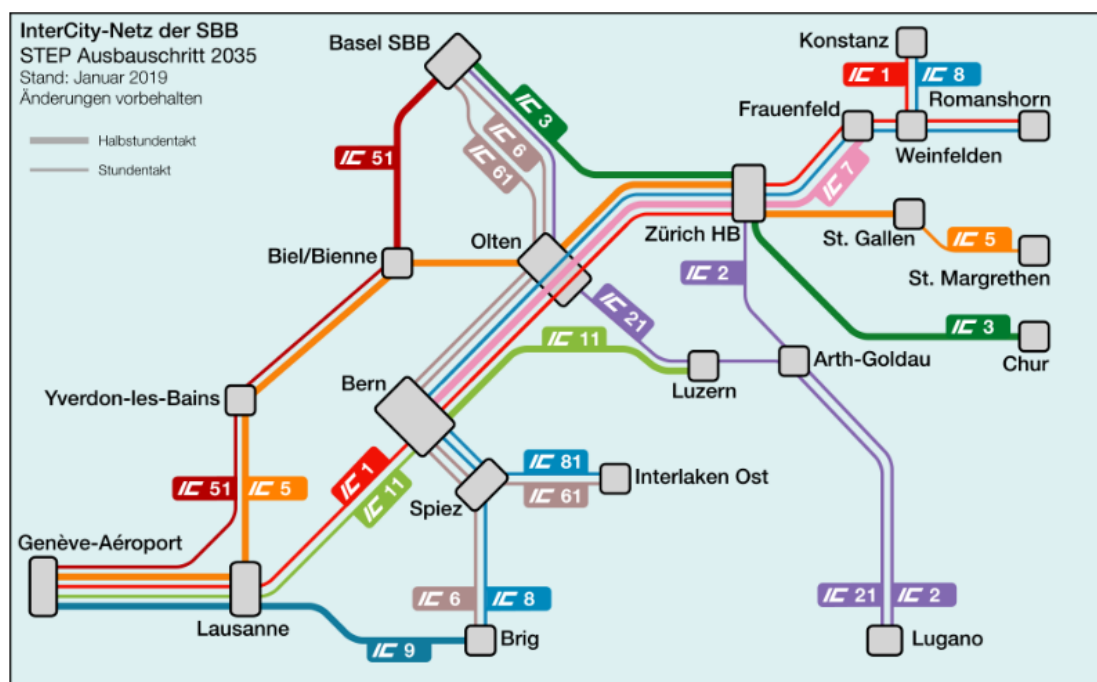 InterCity-Netz der SBB
STEP Ausbauschritt 2035
Stand: Januar 2019
Änderungen vorbehalten
Halbstundentakt
Stundentakt
Basel SBB
Konstanz
IC 1
IC 8
Romanshorn
Frauenfeld
Weinfelden
IC 3
IC 6
IC 61
IC 51
IC 7
Olten
Zürich HB
St. Gallen
IC 5
St. Margrethen
Biel/Bienne
IC 2
IC 21
IC 11
IC 3
Chur
Arth-Goldau
Luzern
Bern
Yverdon-les-Bains
IC 1
IC 11
IC 81
Interlaken Ost
IC 61
Spiez
IC 51
IC 5
Genève-Aéroport
Lausanne
IC 6
IC 8
IC 21
IC 2
IC 9
Brig
Lugano